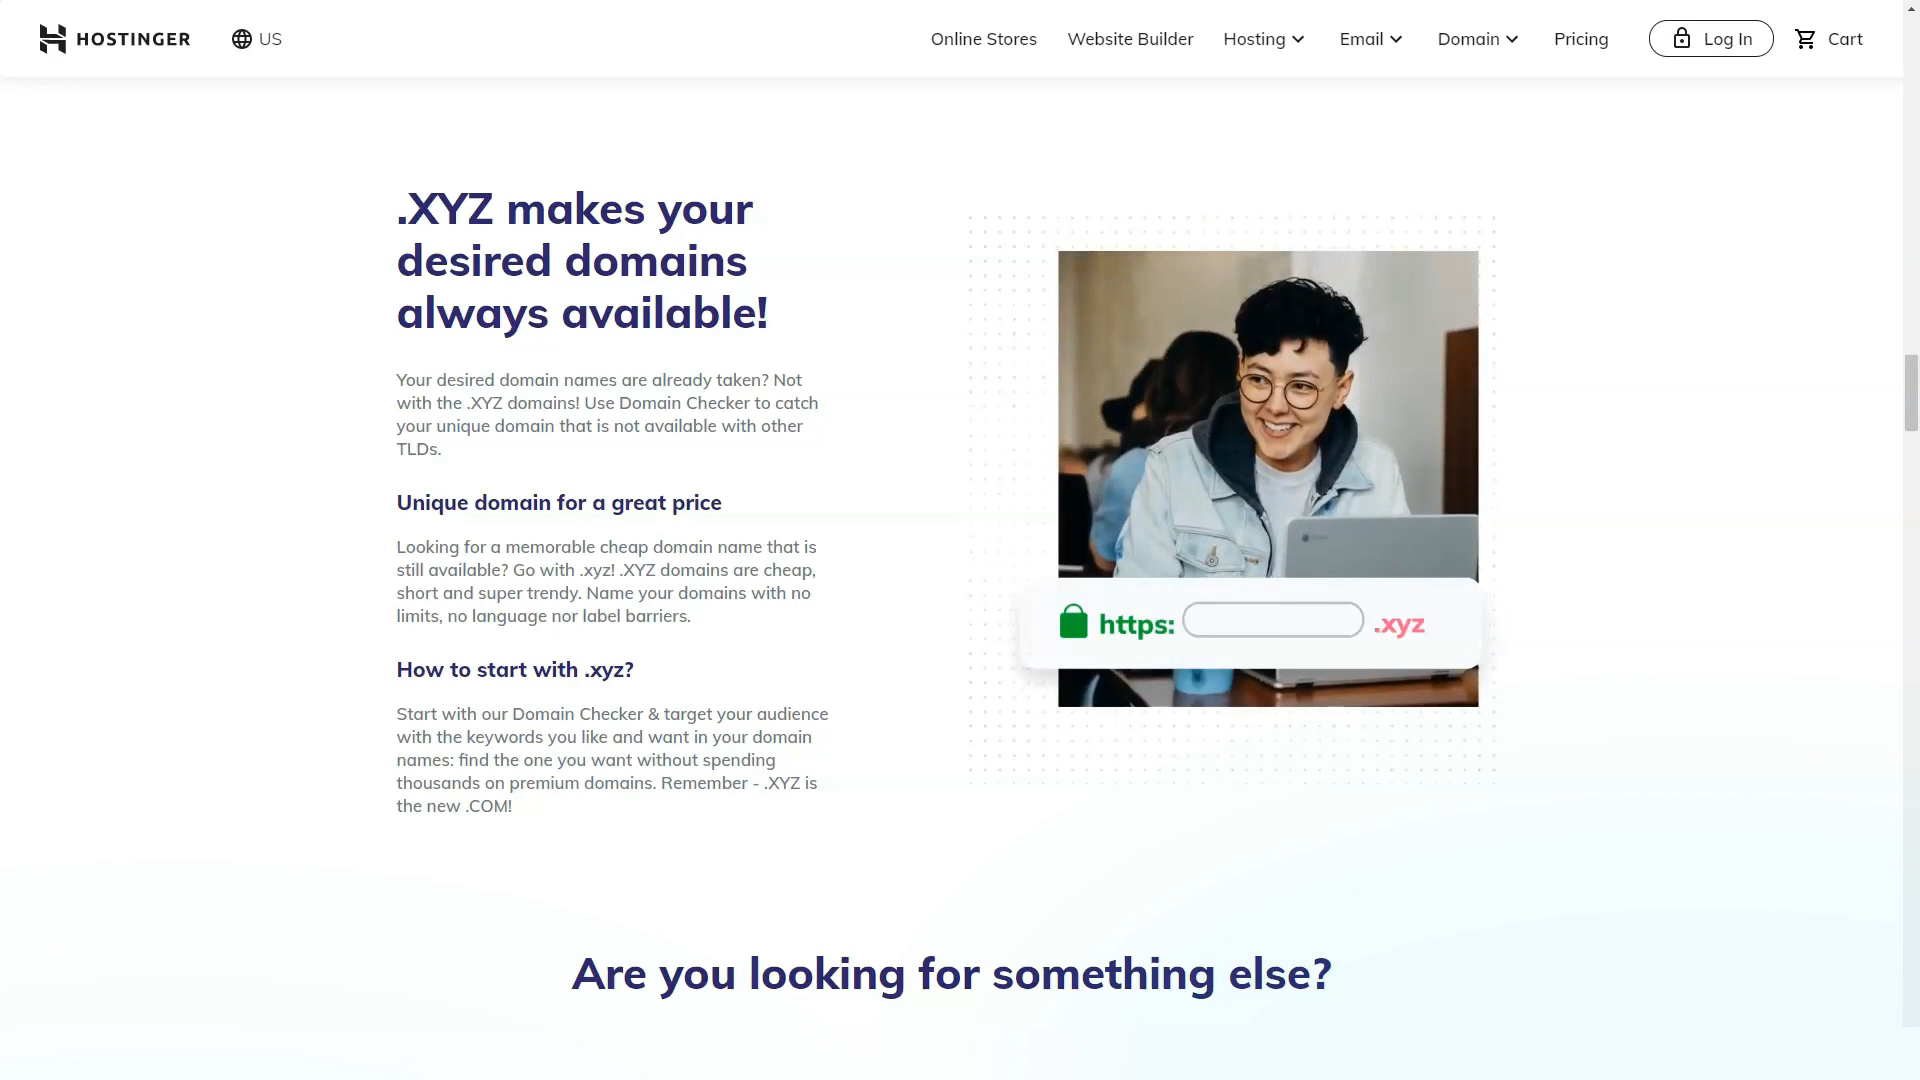 HOSTINGER US Online Stores Website Builder Hosting Email Domain Pricing Log In Cart
.XYZ makes your
desired domains
always available!
Your desired domain names are already taken? Not
with the .XYZ domains! Use Domain Checker to catch
your unique domain that is not available with other
TLDs.
Unique domain for a great price
Looking for a memorable cheap domain name that is
still available? Go with .xyz! .XYZ domains are cheap,
short and super trendy. Name your domains with no
limits, no language nor label barriers.
How to start with .xyz?
Start with our Domain Checker & target your audience
with the keywords you like and want in your domain
names: find the one you want without spending
thousands on premium domains. Remember - .XYZ is
the new .COM!
https: .xyz
Are you looking for something else?